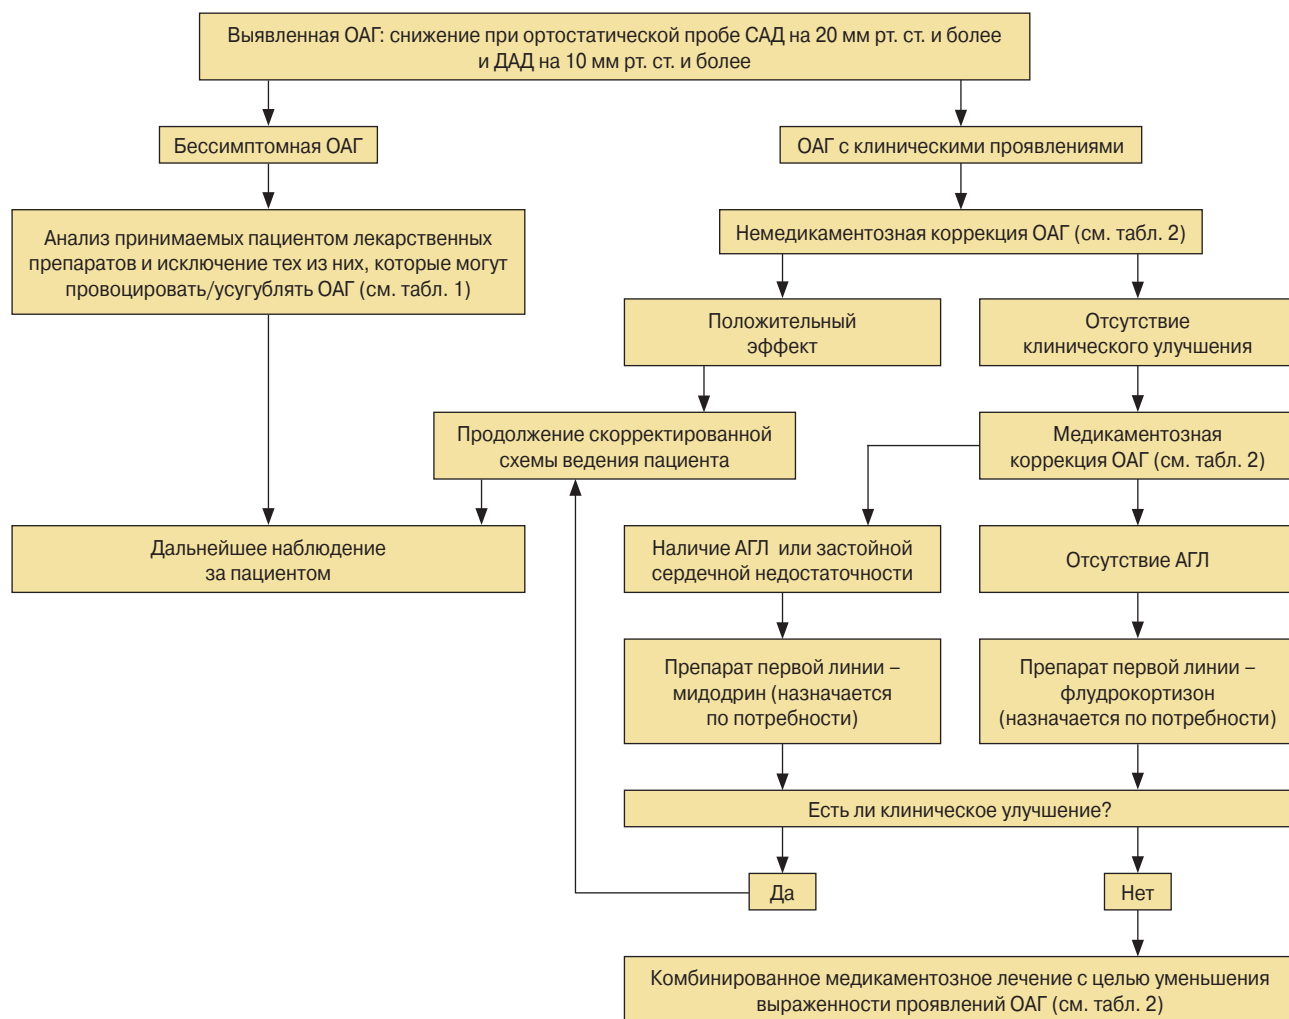 Выявленная ОАГ: снижение при ортостатической пробе САД на 20 мм рт. ст. и более
и ДАД на 10 мм рт. ст. и более
Бессимптомная ОАГ
ОАГ с клиническими проявлениями
Анализ принимаемых пациентом лекарственных
препаратов и исключение тех из них, которые могут
провоцировать/усугублять ОАГ (см. табл. 1)
Немедикаментозная коррекция ОАГ (см. табл. 2)
Положительный
эффект
Отсутствие
клинического улучшения
Продолжение скорректированной
схемы ведения пациента
Медикаментозная
коррекция ОАГ (см. табл. 2)
Дальнейшее наблюдение
за пациентом
Наличие АГЛ или застойной
сердечной недостаточности
Отсутствие АГЛ
Препарат первой линии –
мидодрин (назначается
по потребности)
Препарат первой линии –
флудрокортизон
(назначается по потребности)
Есть ли клиническое улучшение?
Да
Нет
Комбинированное медикаментозное лечение с целью уменьшения
выраженности проявлений ОАГ (см. табл. 2)